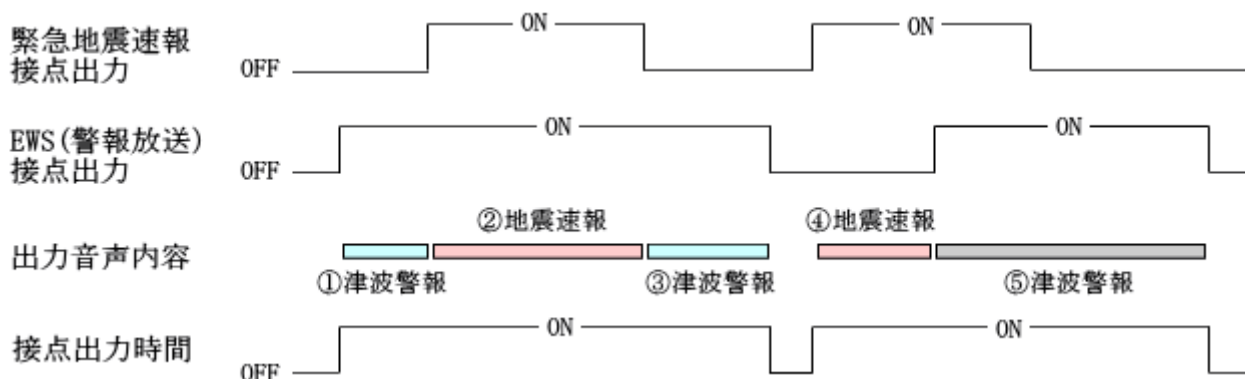 緊急地震速報
接点出力
OFF
ON
ON
EWS(警報放送)
接点出力
OFF
ON
ON
出力音声内容
②地震速報
④地震速報
①津波警報
③津波警報
⑤津波警報
接点出力時間
OFF
ON
ON